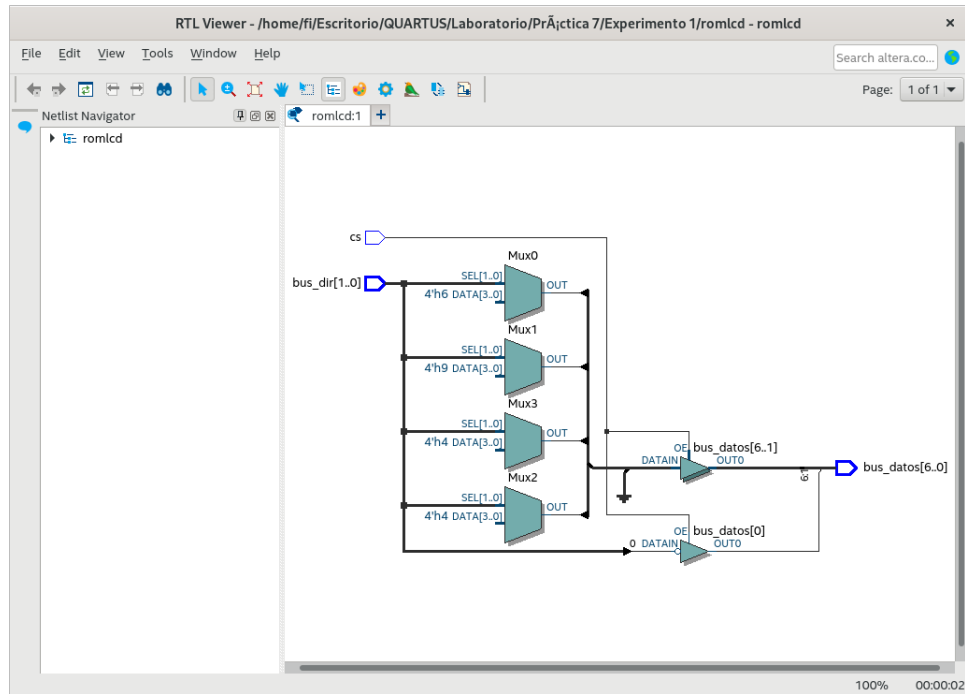 RTL Viewer - /home/fi/Escritorio/QUARTUS/Laboratorio/PrÃ¡ctica 7/Experimento 1/romlcd - romlcd
×
File Edit View Tools Window Help
Search altera.co...
Page: 1 of 1
Netlist Navigator
romlcd:1
+
romlcd
cs
Mux0
bus_dir[1..0]
SEL[1..0]
OUT
4'h6 DATA[3..0]
Mux1
SEL[1..0]
OUT
4'h9 DATA[3..0]
Mux3
SEL[1..0]
OUT
4'h4 DATA[3..0]
OE bus_datos[6..1]
DATAIN OUT0
bus_datos[6..0]
6:1
Mux2
SEL[1..0]
OUT
4'h4 DATA[3..0]
OE bus_datos[0]
0 DATAIN OUT0
100% 00:00:02